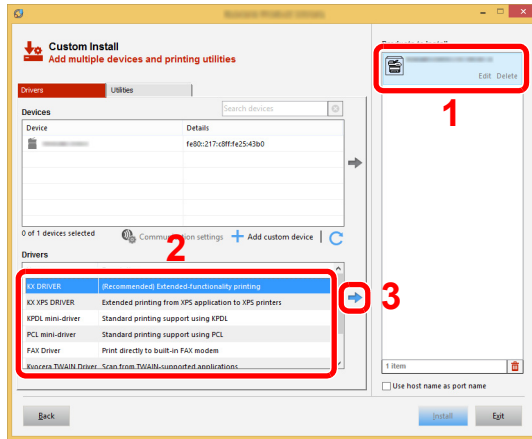 Custom Install
Add multiple devices and printing utilities
Drivers Utilities
Devices
Search devices
Device Details
fe80::217:c8ff:fe25:43b0
0 of 1 devices selected
Communication settings
Add custom device
Drivers
KX DRIVER (Recommended) Extended-functionality printing
KX XPS DRIVER Extended printing from XPS application to XPS printers
KPDL mini-driver Standard printing support using KPDL
PCL mini-driver Standard printing support using PCL
FAX Driver Print directly to built-in FAX modem
Kyocera TWAIN Driver Scan from TWAIN-supported applications
Edit Delete
1
2
3
1 item
Use host name as port name
Back Install Exit